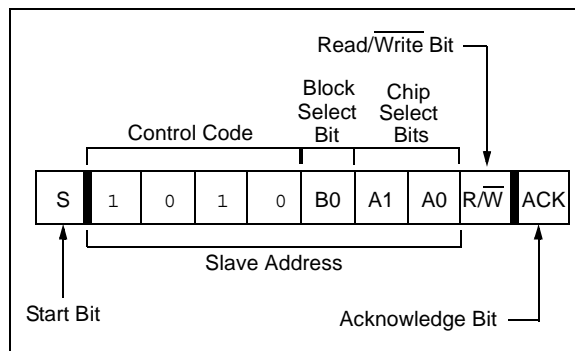 Read/Write Bit
Block
Select
Bit
Chip
Select
Bits
Control Code
S 1 0 1 0 B0 A1 A0 R/W ACK
Slave Address
Start Bit
Acknowledge Bit